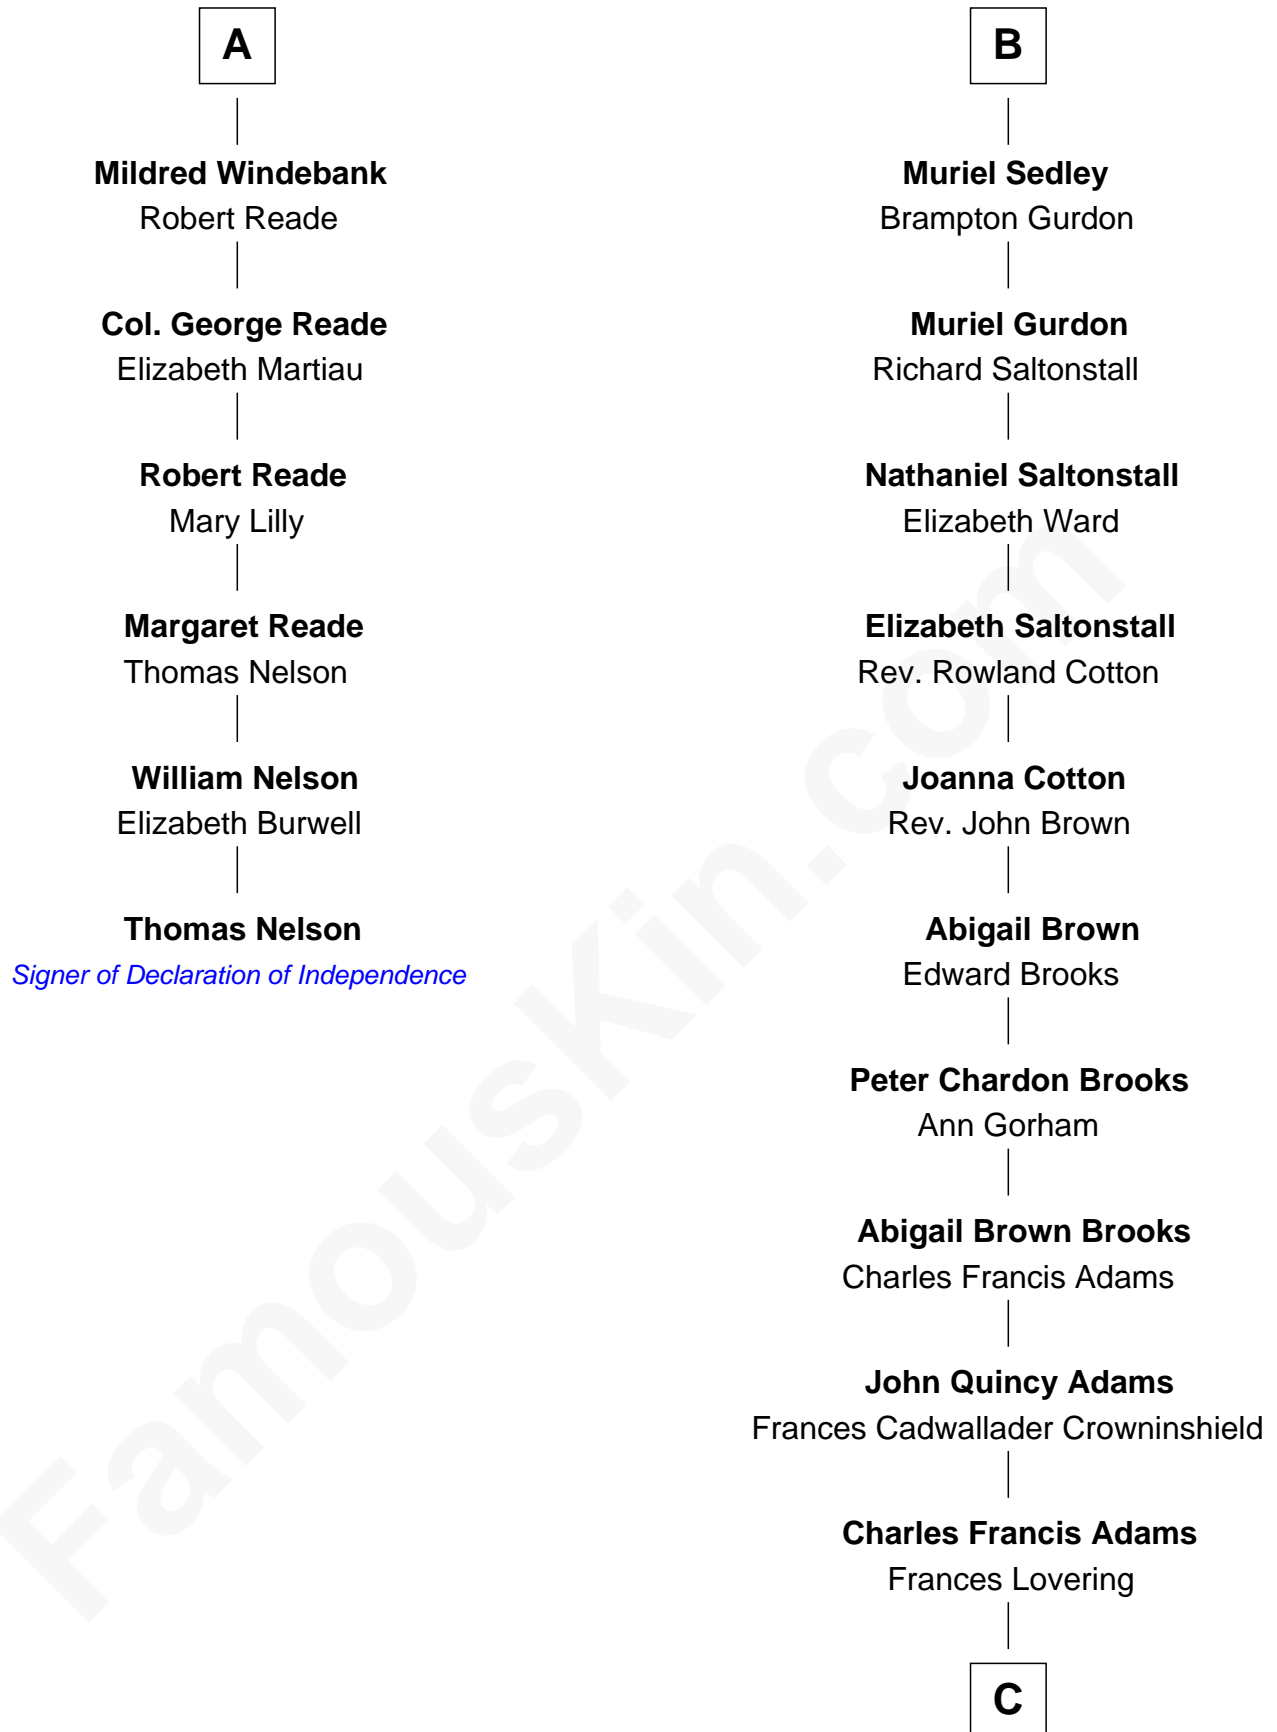 A
Mildred Windebank
Robert Reade
Col. George Reade
Elizabeth Martiau
Robert Reade
Mary Lilly
Margaret Reade
Thomas Nelson
William Nelson
Elizabeth Burwell
Thomas Nelson
Signer of Declaration of Independence
B
Muriel Sedley
Brampton Gurdon
Muriel Gurdon
Richard Saltonstall
Nathaniel Saltonstall
Elizabeth Ward
Elizabeth Saltonstall
Rev. Rowland Cotton
Joanna Cotton
Rev. John Brown
Abigail Brown
Edward Brooks
Peter Chardon Brooks
Ann Gorham
Abigail Brown Brooks
Charles Francis Adams
John Quincy Adams
Frances Cadwallader Crowninshield
Charles Francis Adams
Frances Lovering
C
FamousKin.com